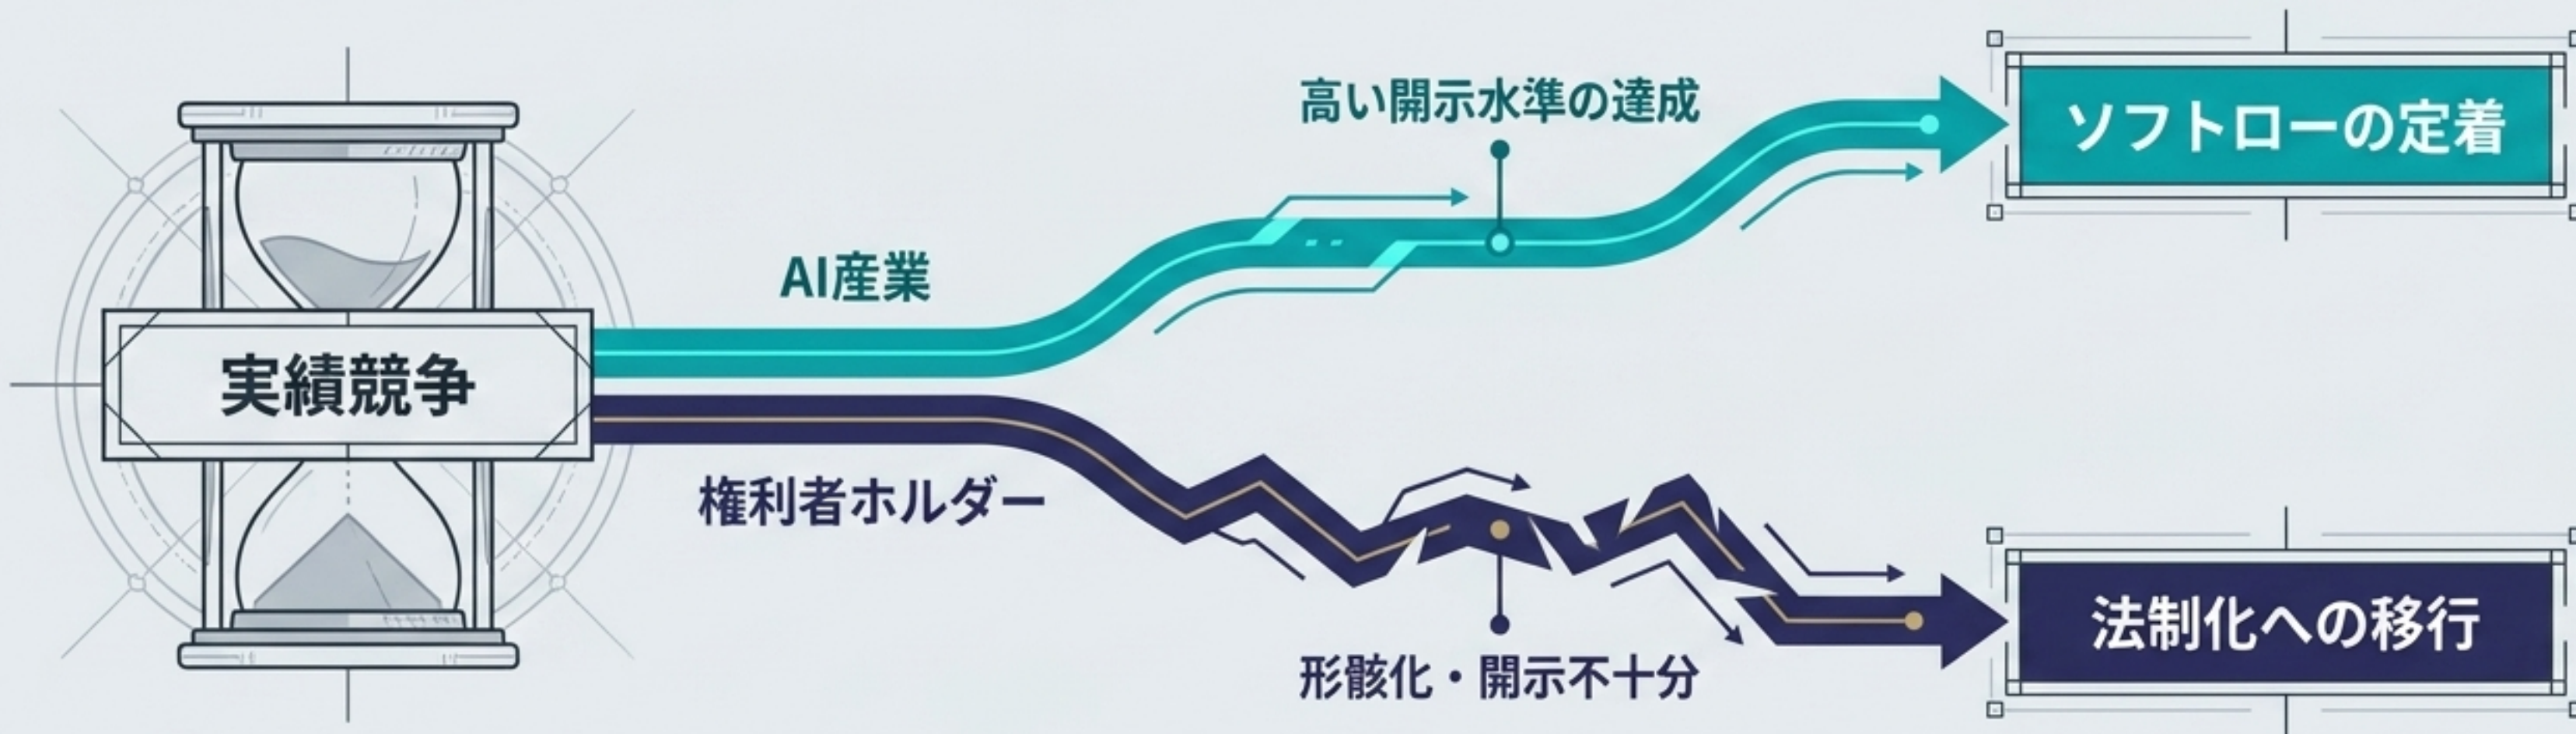 実績競争
AI産業
高い開示水準の達成
ソフトローの定着
権利者ホルダー
形骸化・開示不十分
法制化への移行